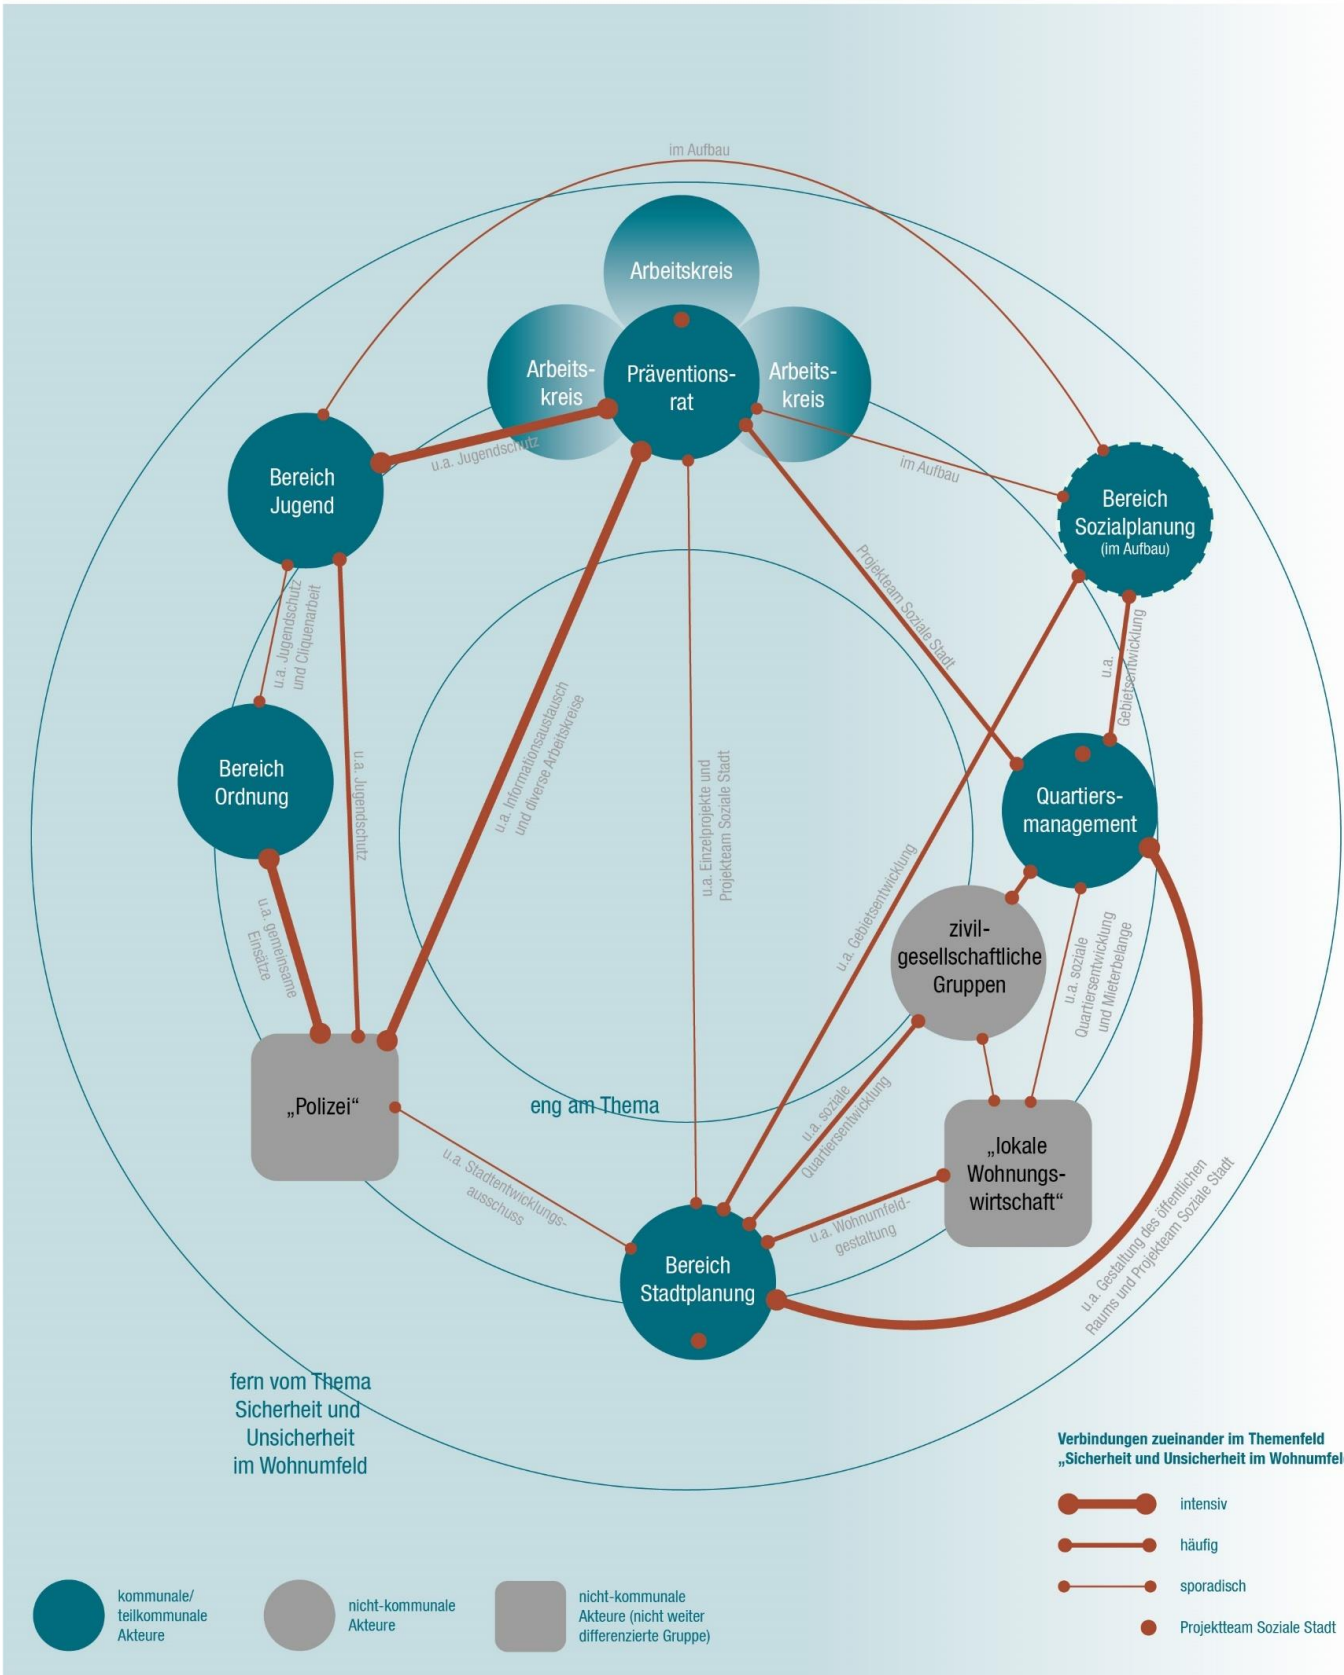 im Aufbau
Arbeitskreis
Arbeits-
kreis
Präventions-
rat
Arbeits-
kreis
u.a. Jugendschutz
im Aufbau
Bereich
Jugend
Bereich
Sozialplanung
(im Aufbau)
Projekteam Soziale Stadt
u.a. Jugendschutz
und Cliquenarbeit
u.a.
Gebietsentwicklung
u.a. Informationsaustausch
und diverse Arbeitskreise
u.a. Jugendschutz
u.a. Einzelprojekte und
Projekteam Soziale Stadt
Bereich
Ordnung
Quartiers-
management
u.a. Gebietsentwicklung
u.a. gemeinsame
Einsätze
zivil-
gesellschaftliche
Gruppen
u.a. soziale
Quartiersentwicklung
und Mieterbelange
„Polizei“
eng am Thema
u.a. soziale
Quartiersentwicklung
„lokale
Wohnungs-
wirtschaft“
u.a. Stadtentwicklungs-
ausschuss
u.a. Wohnumfeld-
gestaltung
u.a. Gestaltung des öffentlichen
Raums und Projekteam Soziale Stadt
Bereich
Stadtplanung
fern vom Thema
Sicherheit und
Unsicherheit
im Wohnumfeld
Verbindungen zueinander im Themenfeld
„Sicherheit und Unsicherheit im Wohnumfel
intensiv
häufig
sporadisch
Projektteam Soziale Stadt
kommunale/
teilkommunale
Akteure
nicht-kommunale
Akteure
nicht-kommunale
Akteure (nicht weiter
differenzierte Gruppe)